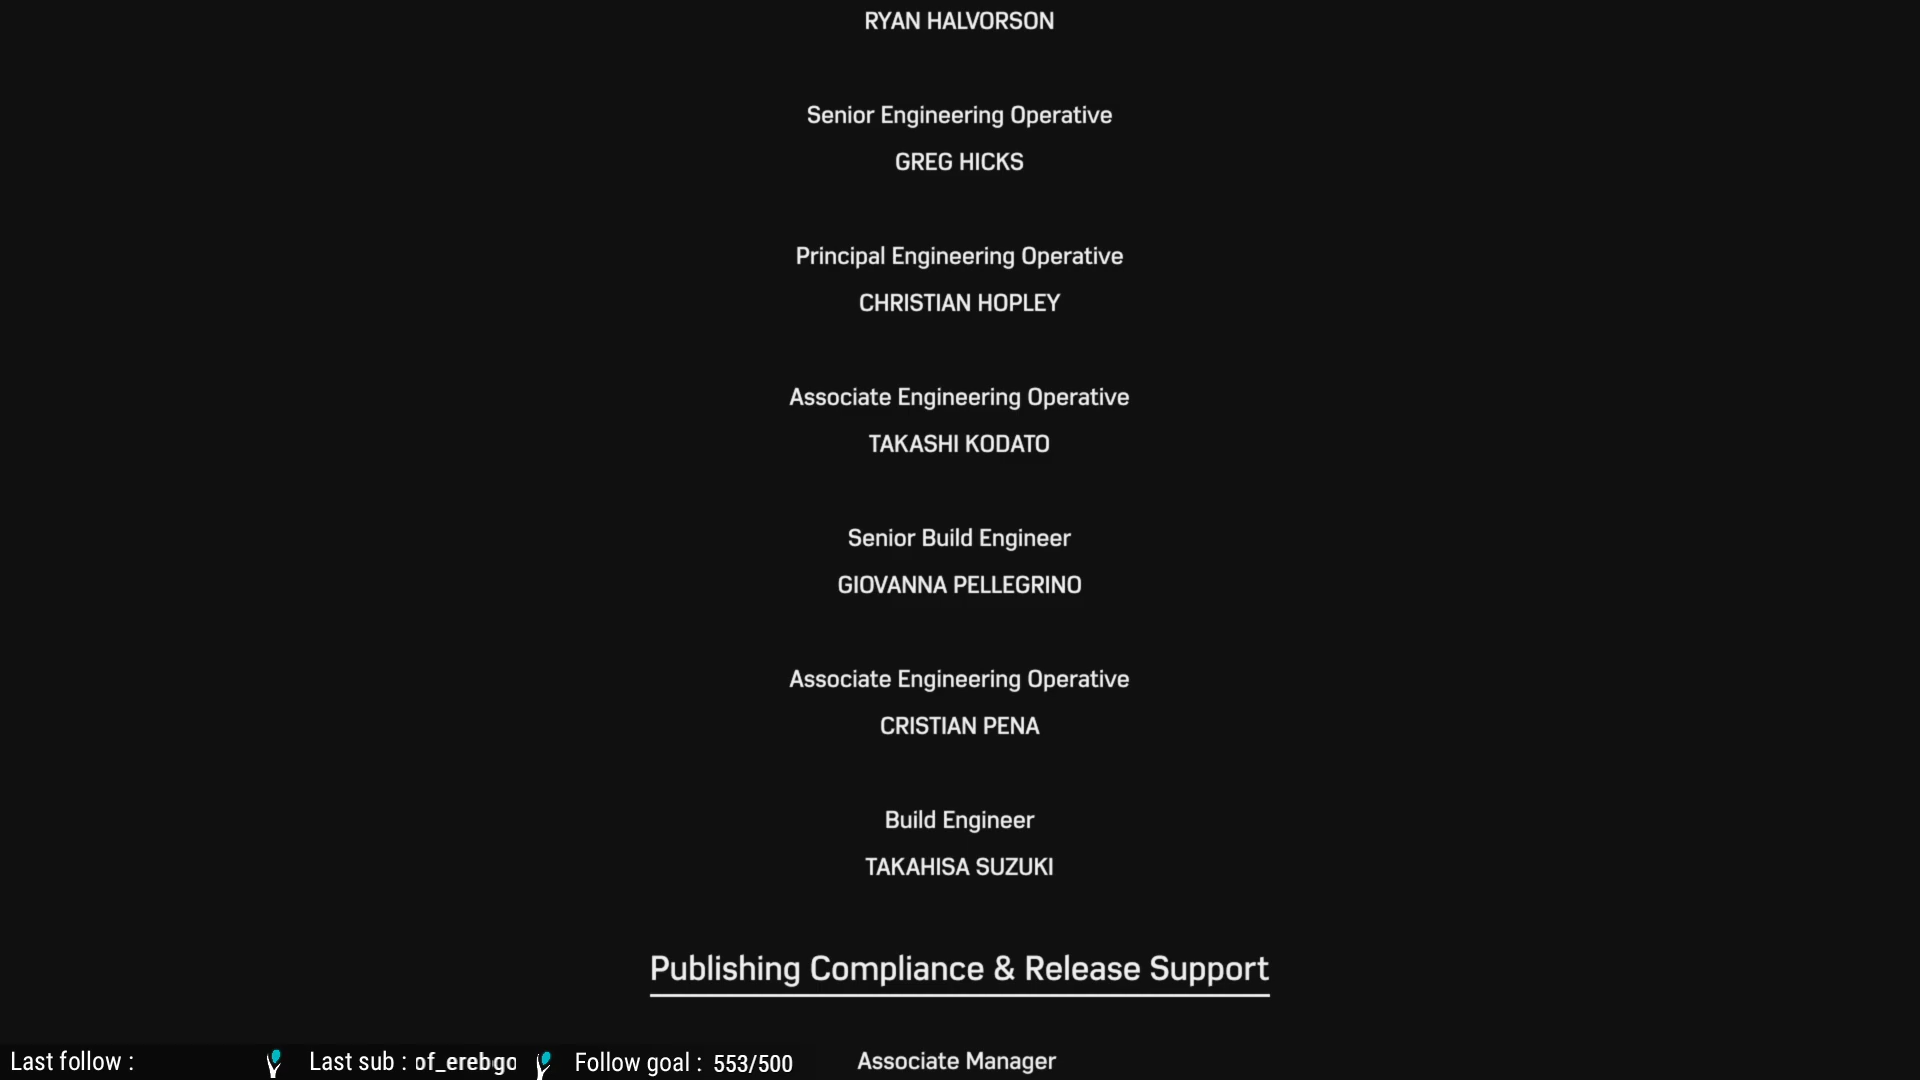 RYAN HALVORSON
Senior Engineering Operative
GREG HICKS
Principal Engineering Operative
CHRISTIAN HOPLEY
Associate Engineering Operative
TAKASHI KODATO
Senior Build Engineer
GIOVANNA PELLEGRINO
Associate Engineering Operative
CRISTIAN PENA
Build Engineer
TAKAHISA SUZUKI
Publishing Compliance & Release Support
Associate Manager
Last follow : Last sub : of_erebgo Follow goal : 553/500